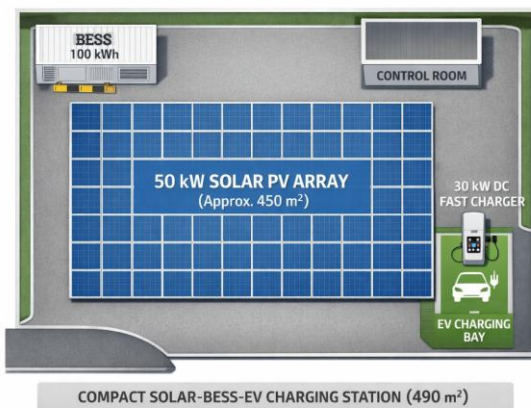 BESS
100 kWh
CONTROL ROOM
50 kW SOLAR PV ARRAY
(Approx. 450 m²)
30 kW DC
FAST CHARGER
EV CHARGING
BAY
COMPACT SOLAR-BESS-EV CHARGING STATION (490 m²)